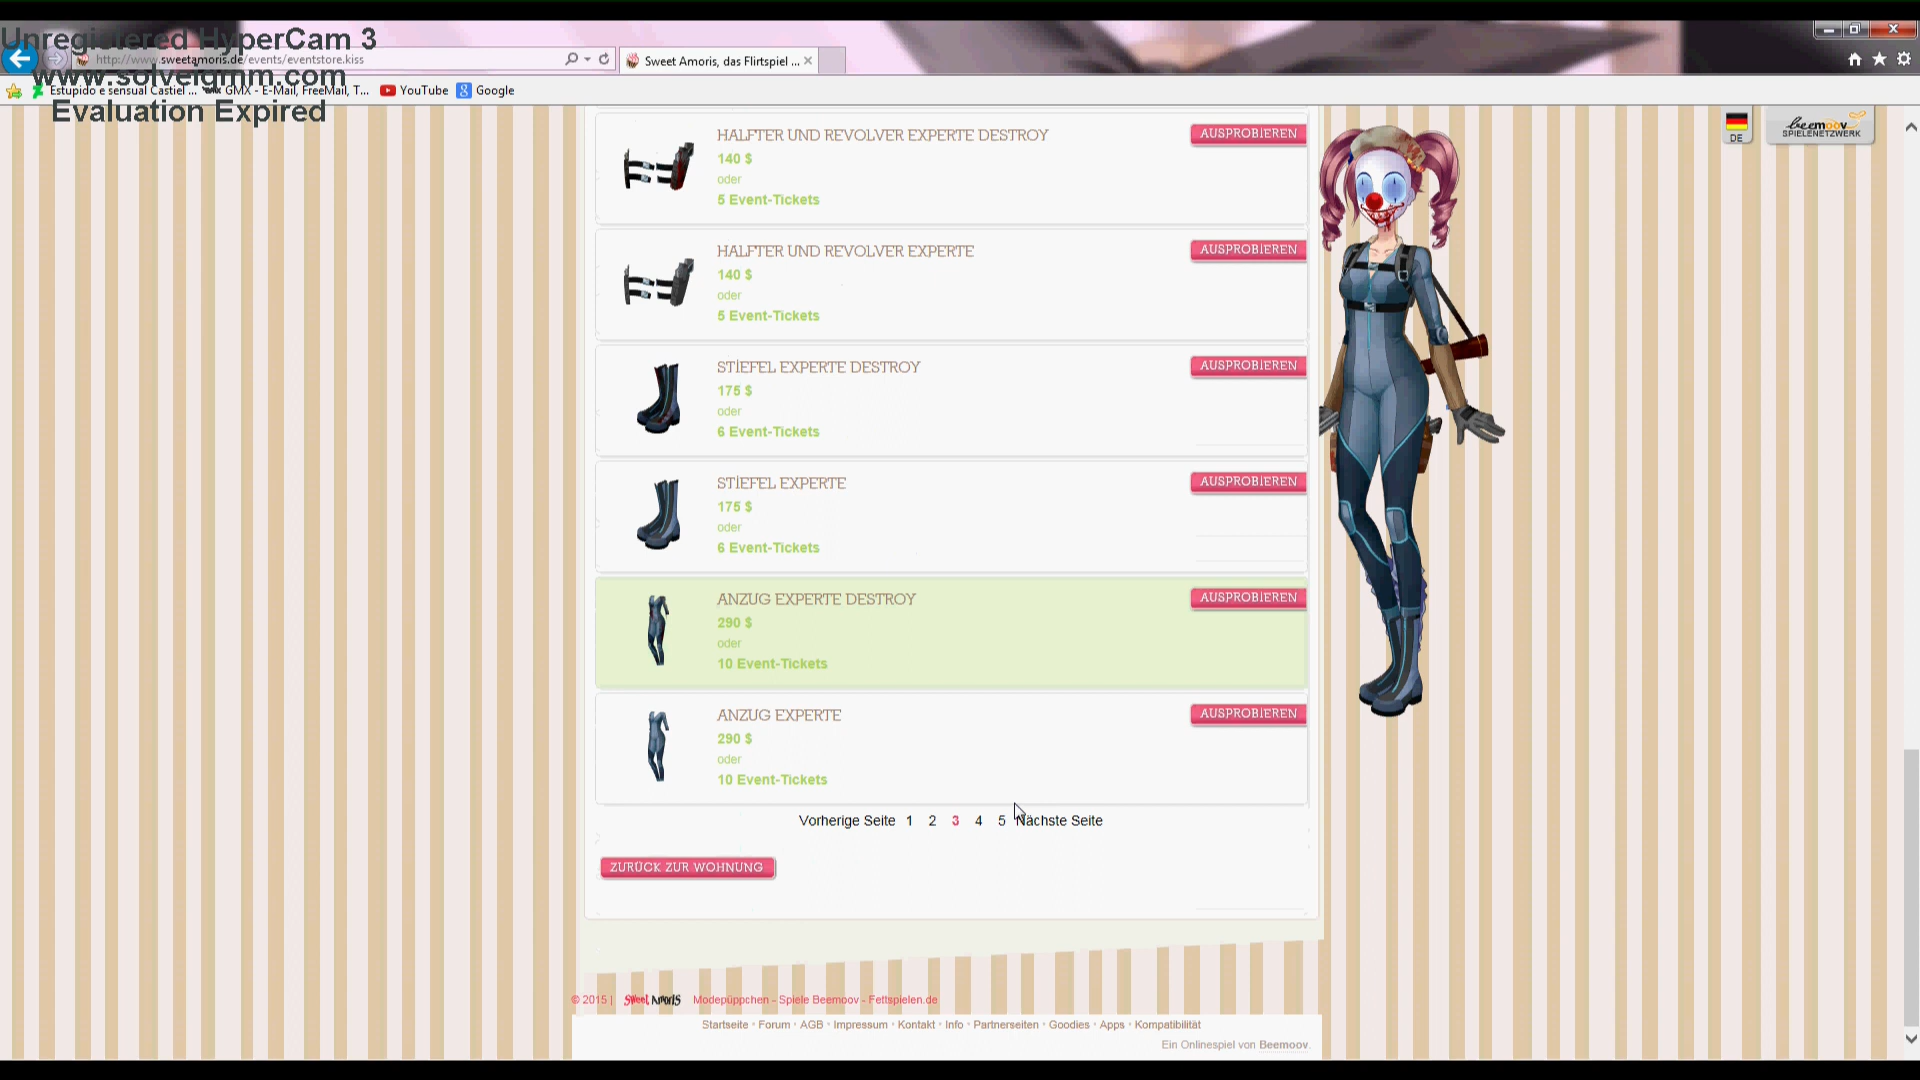 Unregistered HyperCam 3
http://www.sweetamoris.de/events/eventstore.kiss
Sweet Amoris, das Flirtspiel ...
www.solveigmm.com
Estupido e sensual Castiel ...
GMX - E-Mail, FreeMail, T...
YouTube
Google
Evaluation Expired
DE
beemoov
SPIELENETZWERK
HALFTER UND REVOLVER EXPERTE DESTROY
AUSPROBIEREN
140 $
oder
5 Event-Tickets
HALFTER UND REVOLVER EXPERTE
AUSPROBIEREN
140 $
oder
5 Event-Tickets
STIEFEL EXPERTE DESTROY
AUSPROBIEREN
175 $
oder
6 Event-Tickets
STIEFEL EXPERTE
AUSPROBIEREN
175 $
oder
6 Event-Tickets
ANZUG EXPERTE DESTROY
AUSPROBIEREN
290 $
oder
10 Event-Tickets
ANZUG EXPERTE
AUSPROBIEREN
290 $
oder
10 Event-Tickets
Vorherige Seite 1 2 3 4 5 Nächste Seite
ZURÜCK ZUR WOHNUNG
© 2015 | Sweet Amoris Modepüppchen - Spiele Beemoov - Fettspielen.de
Startseite • Forum • AGB • Impressum • Kontakt • Info • Partnerseiten • Goodies • Apps • Kompatibilität
Ein Onlinespiel von Beemoov.